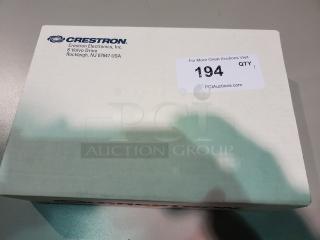 CRESTRON
Crestron Electronics, Inc.
6 Volvo Drive
Rockleigh, NJ 07647 USA
For More Great Auctions Visit
194
QTY
PCIAuctions.com
PCI
AUCTION GROUP